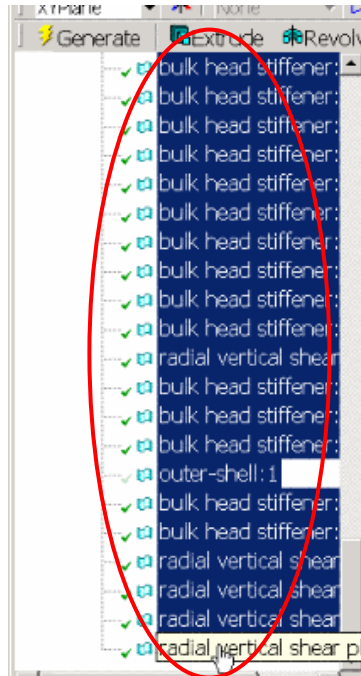 XYPlane None
Generate Extrude Revolv
bulk head stiffener:
bulk head stiffener:
bulk head stiffener:
bulk head stiffener:
bulk head stiffener:
bulk head stiffener:
bulk head stiffener:
bulk head stiffener:
bulk head stiffener:
bulk head stiffener:
radial vertical shear
bulk head stiffener:
bulk head stiffener:
bulk head stiffener:
outer-shell:1
bulk head stiffener:
bulk head stiffener:
radial vertical shear
radial vertical shear
radial vertical shear
radial vertical shear p